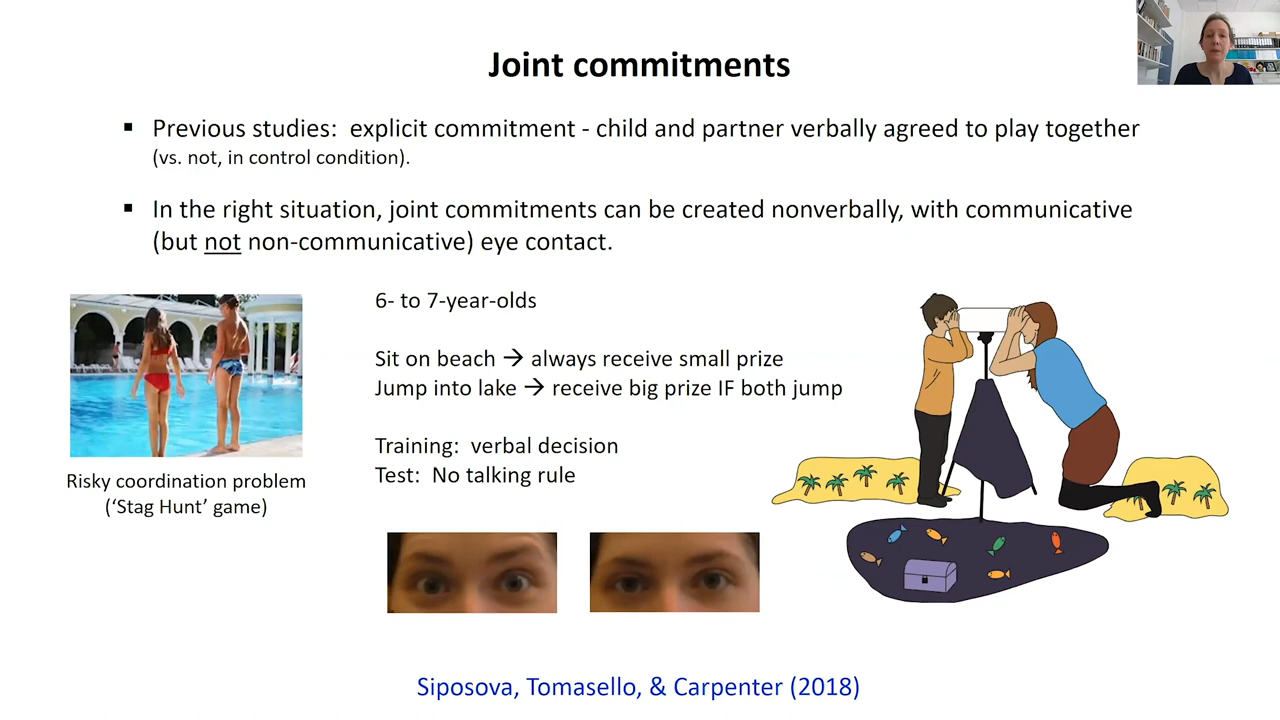 Joint commitments
▪ Previous studies: explicit commitment - child and partner verbally agreed to play together
(vs. not, in control condition).
▪ In the right situation, joint commitments can be created nonverbally, with communicative
(but not non-communicative) eye contact.
6- to 7-year-olds
Sit on beach → always receive small prize
Jump into lake → receive big prize IF both jump
Training: verbal decision
Test: No talking rule
Risky coordination problem
(‘Stag Hunt’ game)
Siposova, Tomasello, & Carpenter (2018)